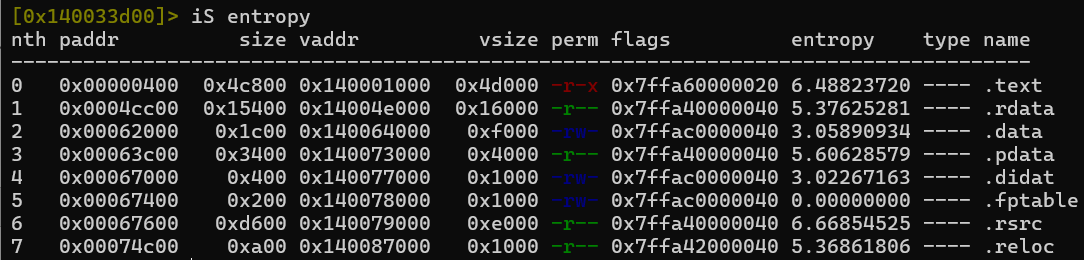 [0x140033d00]> iS entropy
nth paddr          size vaddr         vsize perm flags            entropy    type name
-------------------------------------------------------------------------------------
0   0x00000400  0x4c800 0x140001000  0x4d000 -r-x 0x7ffa60000020 6.48823720 ---- .text
1   0x0004cc00  0x15400 0x14004e000  0x16000 -r-- 0x7ffa40000040 5.37625281 ---- .rdata
2   0x00062000   0x1c00 0x140064000   0xf000 -rw- 0x7ffac0000040 3.05890934 ---- .data
3   0x00063c00   0x3400 0x140073000   0x4000 -r-- 0x7ffa40000040 5.60628579 ---- .pdata
4   0x00067000    0x400 0x140077000   0x1000 -rw- 0x7ffac0000040 3.02267163 ---- .didat
5   0x00067400    0x200 0x140078000   0x1000 -rw- 0x7ffac0000040 0.00000000 ---- .fptable
6   0x00067600   0xd600 0x140079000   0xe000 -r-- 0x7ffa40000040 6.66854525 ---- .rsrc
7   0x00074c00    0xa00 0x140087000   0x1000 -r-- 0x7ffa42000040 5.36861806 ---- .reloc